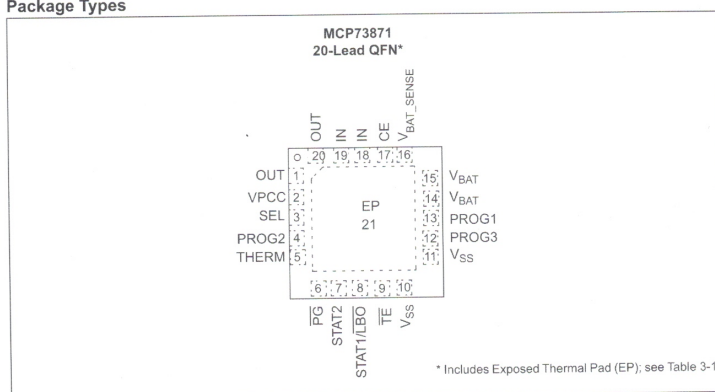 Package Types
MCP73871
20-Lead QFN*
OUT
IN
IN
CE
VBAT_SENSE
20 19 18 17 16
OUT 1
VPCC 2
SEL 3
PROG2 4
THERM 5
EP
21
15 VBAT
14 VBAT
13 PROG1
12 PROG3
11 VSS
6 7 8 9 10
PG
STAT2
STAT1/LBO
TE
VSS
* Includes Exposed Thermal Pad (EP); see Table 3-1